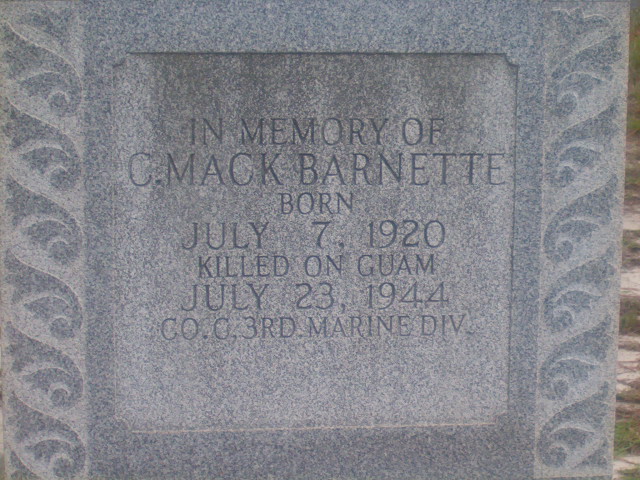 IN MEMORY OF
C. MACK BARNETTE
BORN
JULY 7, 1920
KILLED ON GUAM
JULY 23, 1944
CO. C, 3RD. MARINE DIV.